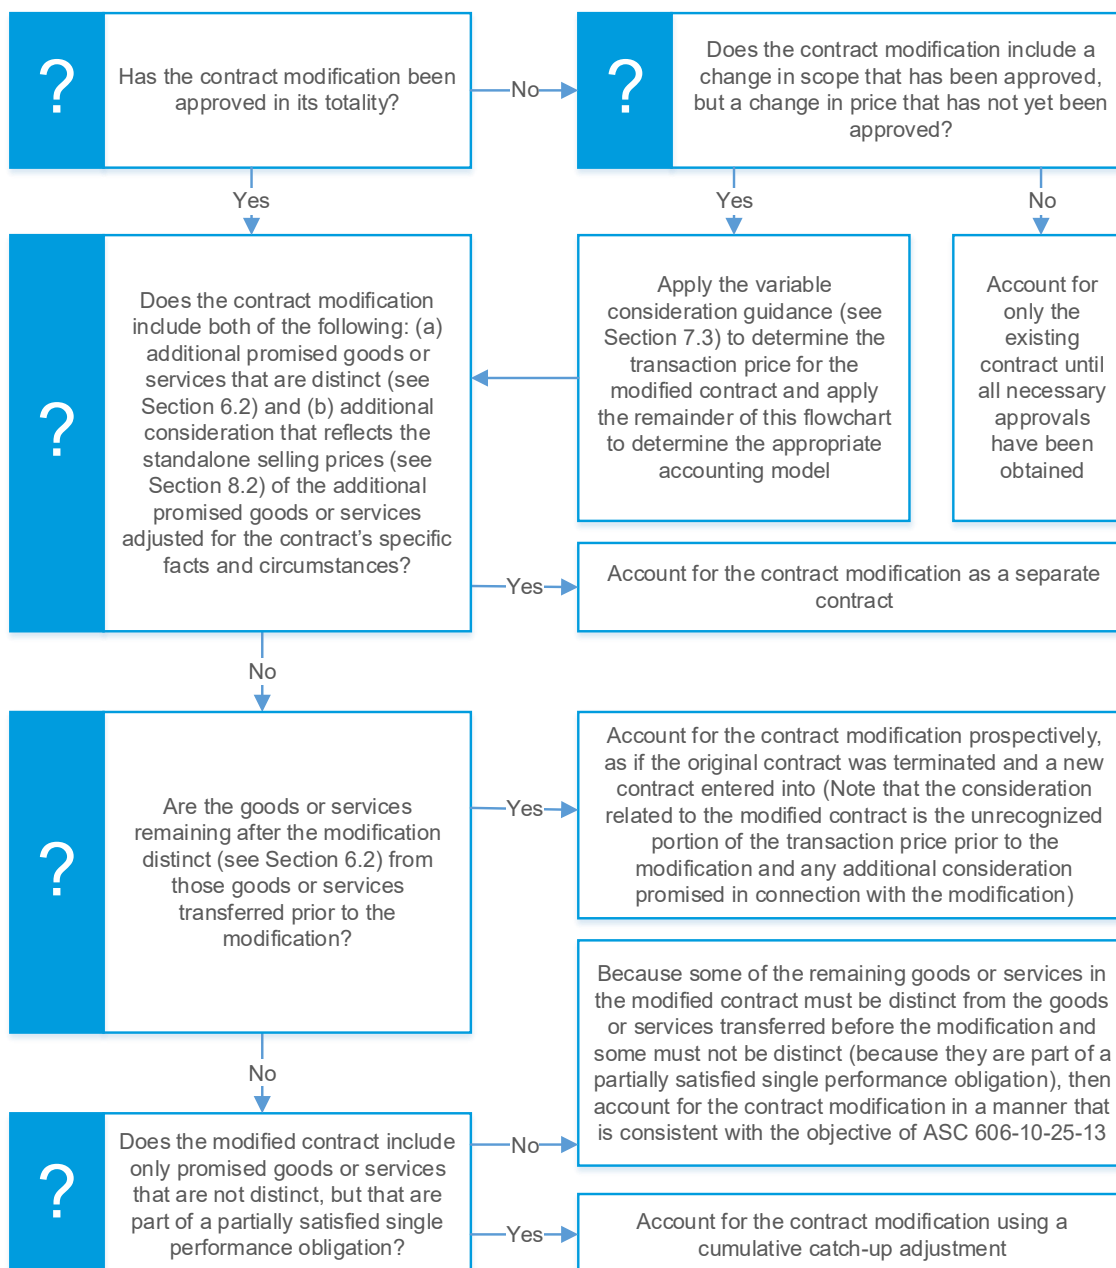 ?
Has the contract modification been
approved in its totality?
No
?
Does the contract modification include a
change in scope that has been approved,
but a change in price that has not yet been
approved?
Yes
Yes
No
?
Does the contract modification
include both of the following: (a)
additional promised goods or
services that are distinct (see
Section 6.2) and (b) additional
consideration that reflects the
standalone selling prices (see
Section 8.2) of the additional
promised goods or services
adjusted for the contract’s specific
facts and circumstances?
Apply the variable
consideration guidance (see
Section 7.3) to determine the
transaction price for the
modified contract and apply
the remainder of this flowchart
to determine the appropriate
accounting model
Account for
only the
existing
contract until
all necessary
approvals
have been
obtained
Yes
Account for the contract modification as a separate
contract
No
?
Are the goods or services
remaining after the modification
distinct (see Section 6.2) from
those goods or services
transferred prior to the
modification?
Yes
Account for the contract modification prospectively,
as if the original contract was terminated and a new
contract entered into (Note that the consideration
related to the modified contract is the unrecognized
portion of the transaction price prior to the
modification and any additional consideration
promised in connection with the modification)
No
?
Does the modified contract include
only promised goods or services
that are not distinct, but that are
part of a partially satisfied single
performance obligation?
No
Because some of the remaining goods or services in
the modified contract must be distinct from the goods
or services transferred before the modification and
some must not be distinct (because they are part of a
partially satisfied single performance obligation), then
account for the contract modification in a manner that
is consistent with the objective of ASC 606-10-25-13
Yes
Account for the contract modification using a
cumulative catch-up adjustment